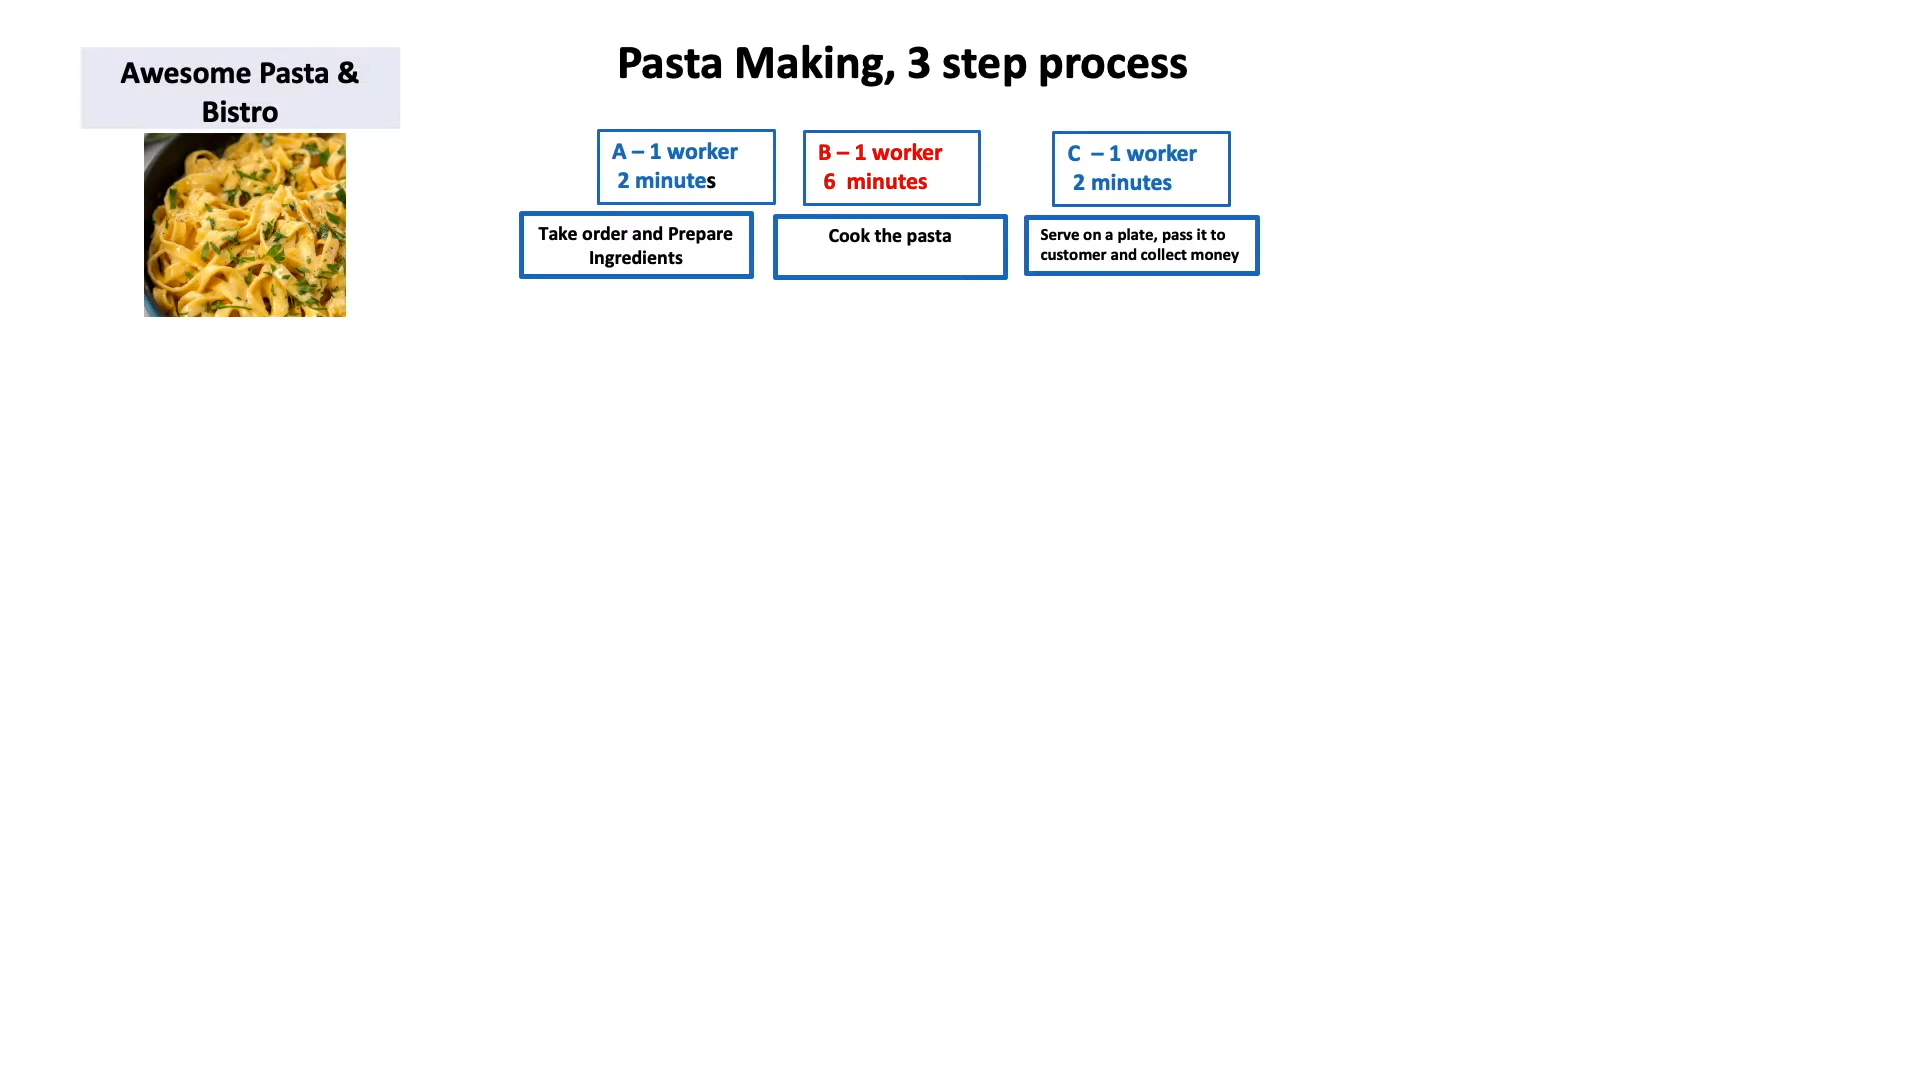 Awesome Pasta &
Bistro
Pasta Making, 3 step process
A – 1 worker
2 minutes
B – 1 worker
6 minutes
C – 1 worker
2 minutes
Take order and Prepare
Ingredients
Cook the pasta
Serve on a plate, pass it to
customer and collect money